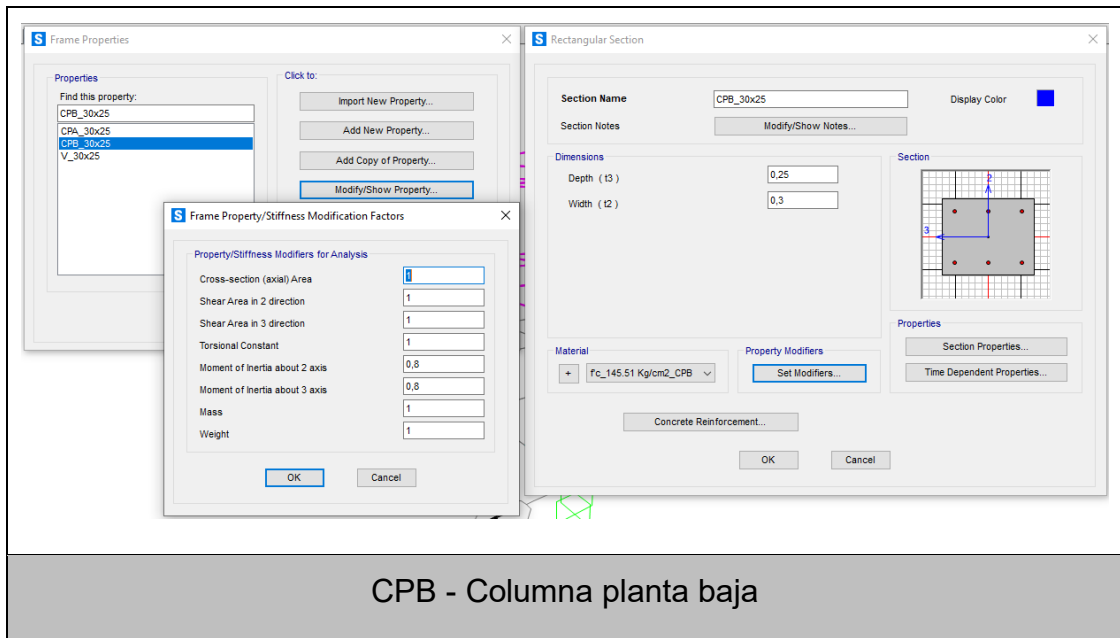 S Frame Properties
Properties
Find this property:
CPB_30x25
CPA_30x25
CPB_30x25
V_30x25
Click to:
Import New Property...
Add New Property...
Add Copy of Property...
Modify/Show Property...
S Frame Property/Stiffness Modification Factors
Property/Stiffness Modifiers for Analysis
Cross-section (axial) Area 1
Shear Area in 2 direction 1
Shear Area in 3 direction 1
Torsional Constant 1
Moment of Inertia about 2 axis 0,8
Moment of Inertia about 3 axis 0,8
Mass 1
Weight 1
OK Cancel
S Rectangular Section
Section Name CPB_30x25 Display Color
Section Notes Modify/Show Notes...
Dimensions
Depth ( t3 ) 0,25
Width ( t2 ) 0,3
Section
2
3
Properties
Section Properties...
Time Dependent Properties...
Material
+ f'c_145.51 Kg/cm2_CPB
Property Modifiers
Set Modifiers...
Concrete Reinforcement...
OK Cancel
CPB - Columna planta baja